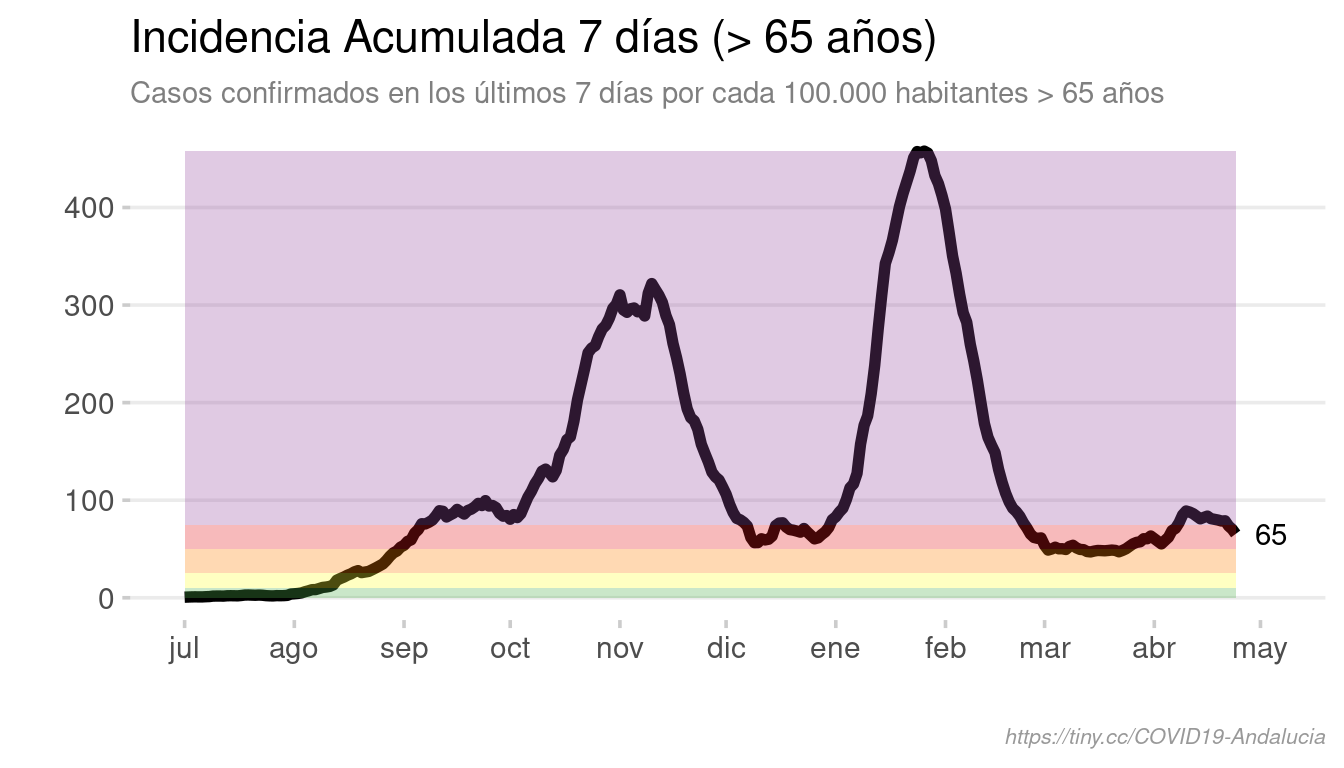 Incidencia Acumulada 7 días (> 65 años)
Casos confirmados en los últimos 7 días por cada 100.000 habitantes > 65 años
400
300
200
100
0
65
jul ago sep oct nov dic ene feb mar abr may
https://tiny.cc/COVID19-Andalucia